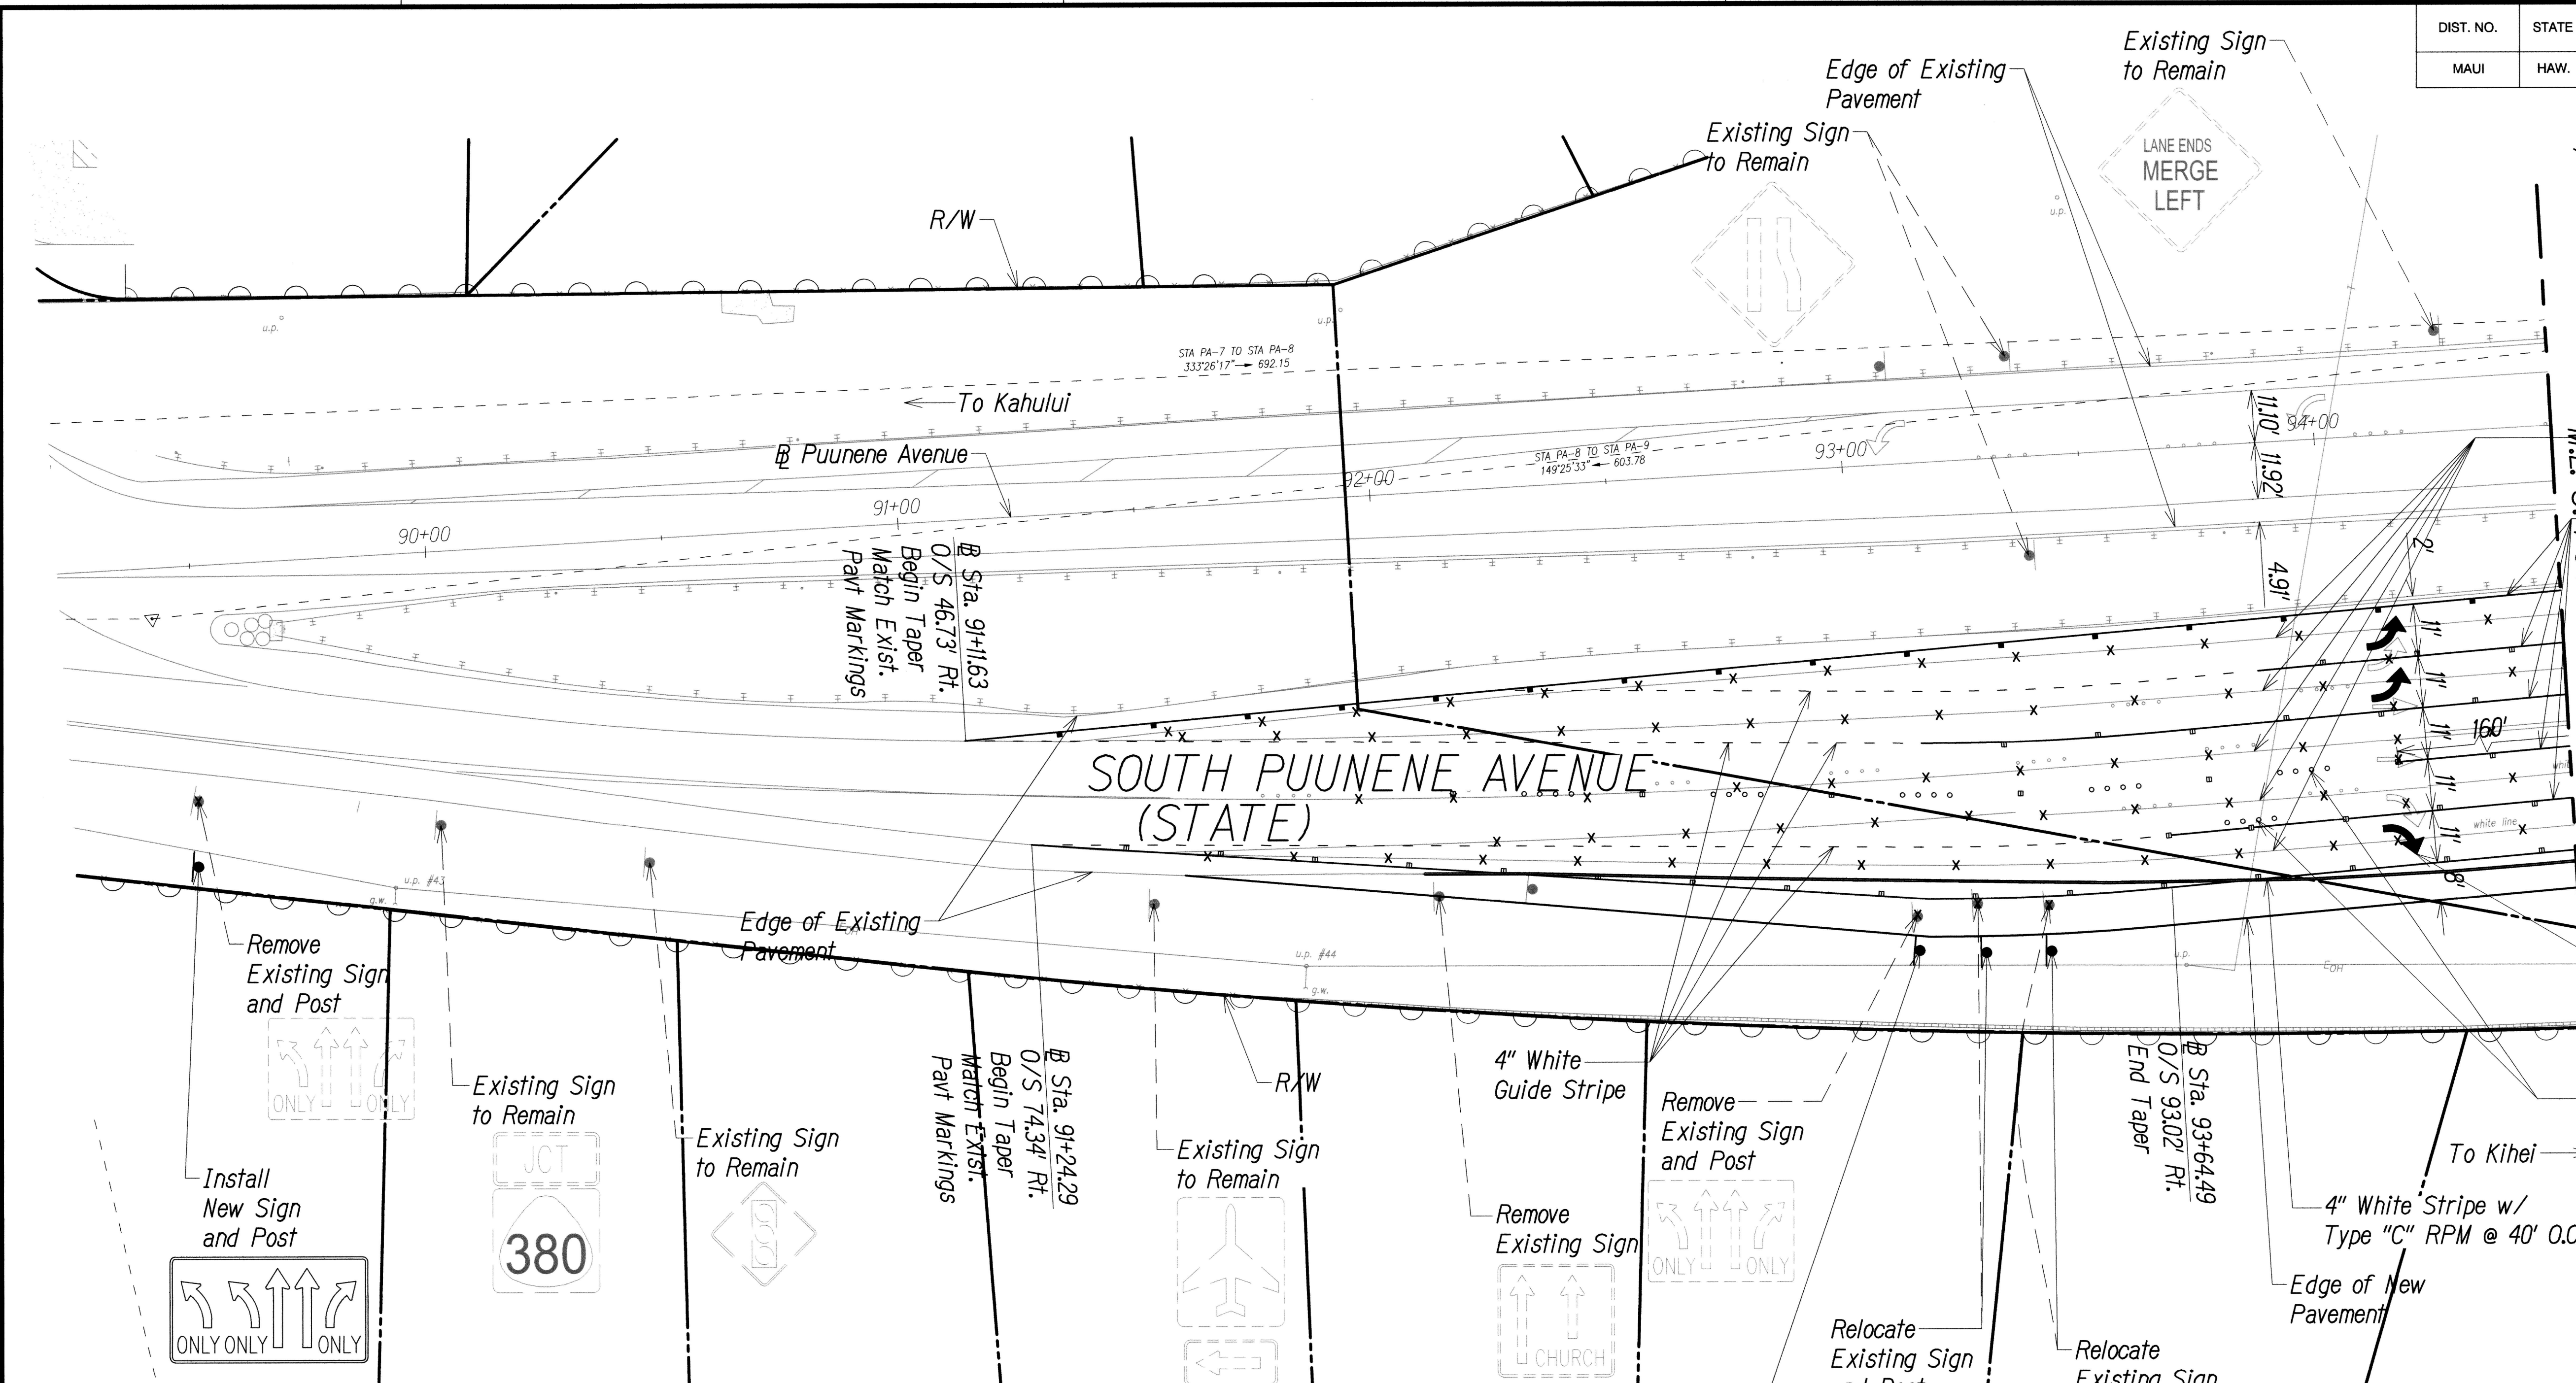 DIST. NO.
STATE
MAUI
HAW.
Existing Sign
to Remain
Edge of Existing
Pavement
Existing Sign
to Remain
LANE ENDS
MERGE
LEFT
R/W
u.p.
u.p.
u.p.
STA PA-7 TO STA PA-8
333°26'17" 692.15
To Kahului
Puunene Avenue
STA PA-8 TO STA PA-9
149°25'33" 603.78
90+00
91+00
92+00
93+00
94+00
11.10'
11.92'
2'
4.91'
Sta. 91+11.63
O/S 46.73' Rt.
Begin Taper
Match Exist.
Pavt Markings
11'
11'
11'
11'
11'
160'
8'
white line
SOUTH PUUNENE AVENUE
(STATE)
u.p. #43
g.w.
Edge of Existing
Pavement
EOH
u.p. #44
g.w.
u.p.
EOH
Remove
Existing Sign
and Post
ONLY
ONLY
Existing Sign
to Remain
JCT
380
Existing Sign
to Remain
Sta. 91+24.29
O/S 74.34' Rt.
Begin Taper
Match Exist.
Pavt Markings
R/W
Existing Sign
to Remain
4" White
Guide Stripe
Remove
Existing Sign
CHURCH
Remove
Existing Sign
and Post
ONLY
ONLY
Sta. 93+64.49
O/S 93.02' Rt.
End Taper
To Kihei
4" White Stripe w/
Type "C" RPM @ 40' O.C
Edge of New
Pavement
Install
New Sign
and Post
ONLY ONLY ONLY
Relocate
Existing Sign
Relocate
Existing Sign